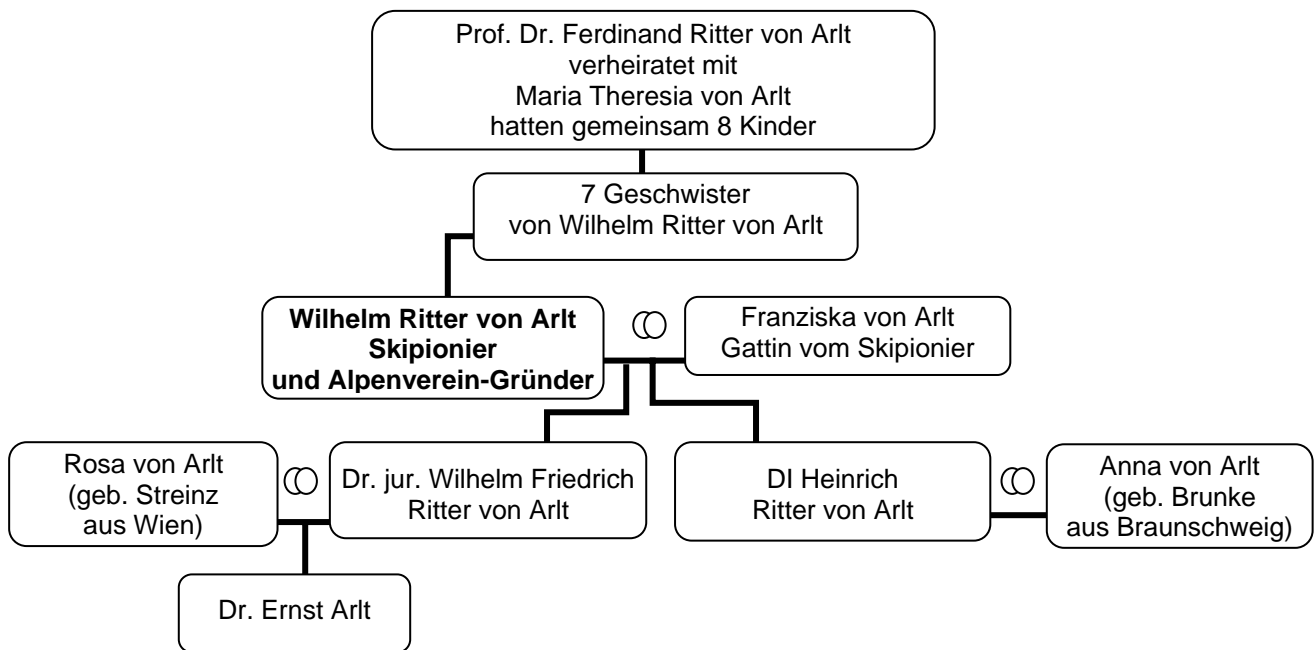 Prof. Dr. Ferdinand Ritter von Arlt
verheiratet mit
Maria Theresia von Arlt
hatten gemeinsam 8 Kinder
7 Geschwister
von Wilhelm Ritter von Arlt
Wilhelm Ritter von Arlt
Skipionier
und Alpenverein-Gründer
Franziska von Arlt
Gattin vom Skipionier
Rosa von Arlt
(geb. Streinz
aus Wien)
Dr. jur. Wilhelm Friedrich
Ritter von Arlt
DI Heinrich
Ritter von Arlt
Anna von Arlt
(geb. Brunke
aus Braunschweig)
Dr. Ernst Arlt